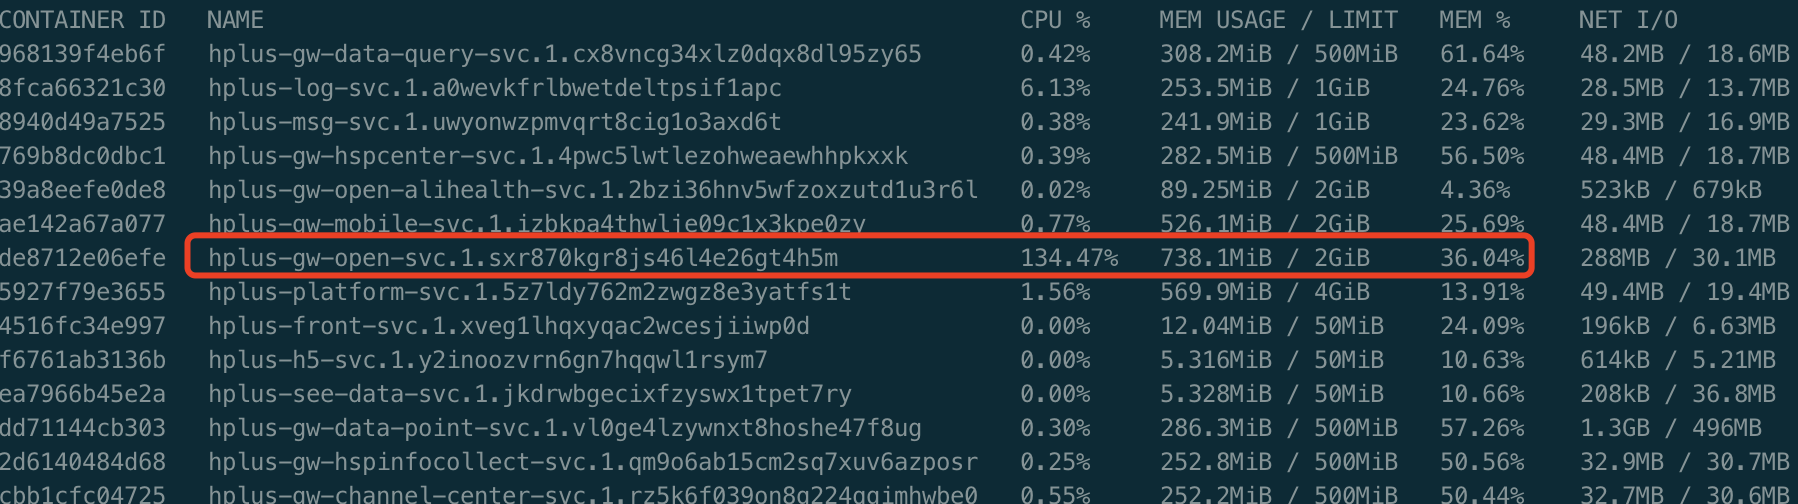 CONTAINER ID NAME CPU % MEM USAGE / LIMIT MEM % NET I/O
968139f4eb6f hplus-gw-data-query-svc.1.cx8vncg34xlz0dqx8dl95zy65 0.42% 308.2MiB / 500MiB 61.64% 48.2MB / 18.6MB
8fca66321c30 hplus-log-svc.1.a0wevkfrlbwetdeltpsif1apc 6.13% 253.5MiB / 1GiB 24.76% 28.5MB / 13.7MB
8940d49a7525 hplus-msg-svc.1.uwyonwzpmvqrt8cig1o3axd6t 0.38% 241.9MiB / 1GiB 23.62% 29.3MB / 16.9MB
769b8dc0dbc1 hplus-gw-hspcenter-svc.1.4pwc5lwtlezohweaewhhpkxxk 0.39% 282.5MiB / 500MiB 56.50% 48.4MB / 18.7MB
39a8eefe0de8 hplus-gw-open-alihealth-svc.1.2bzi36hnv5wfzoxzutd1u3r6l 0.02% 89.25MiB / 2GiB 4.36% 523kB / 679kB
ae142a67a077 hplus-gw-mobile-svc.1.izbkpa4thwlje09c1x3kpe0zy 0.77% 526.1MiB / 2GiB 25.69% 48.4MB / 18.7MB
de8712e06efe hplus-gw-open-svc.1.sxr870kgr8js46l4e26gt4h5m 134.47% 738.1MiB / 2GiB 36.04% 288MB / 30.1MB
5927f79e3655 hplus-platform-svc.1.5z7ldy762m2zwgz8e3yatfs1t 1.56% 569.9MiB / 4GiB 13.91% 49.4MB / 19.4MB
4516fc34e997 hplus-front-svc.1.xveg1lhqxyqac2wcesjiiwp0d 0.00% 12.04MiB / 50MiB 24.09% 196kB / 6.63MB
f6761ab3136b hplus-h5-svc.1.y2inoozvrn6gn7hqqwl1rsym7 0.00% 5.316MiB / 50MiB 10.63% 614kB / 5.21MB
ea7966b45e2a hplus-see-data-svc.1.jkdrwbgecixfzyswx1tpet7ry 0.00% 5.328MiB / 50MiB 10.66% 208kB / 36.8MB
dd71144cb303 hplus-gw-data-point-svc.1.vl0ge4lzywnxt8hoshe47f8ug 0.30% 286.3MiB / 500MiB 57.26% 1.3GB / 496MB
2d6140484d68 hplus-gw-hspinfocollect-svc.1.qm9o6ab15cm2sq7xuv6azposr 0.25% 252.8MiB / 500MiB 50.56% 32.9MB / 30.7MB
cbb1cfc04725 hplus-gw-channel-center-svc.1.rz5k6f039on8g224ggimhwbe0 0.55% 252.2MiB / 500MiB 50.44% 32.7MB / 30.6MB